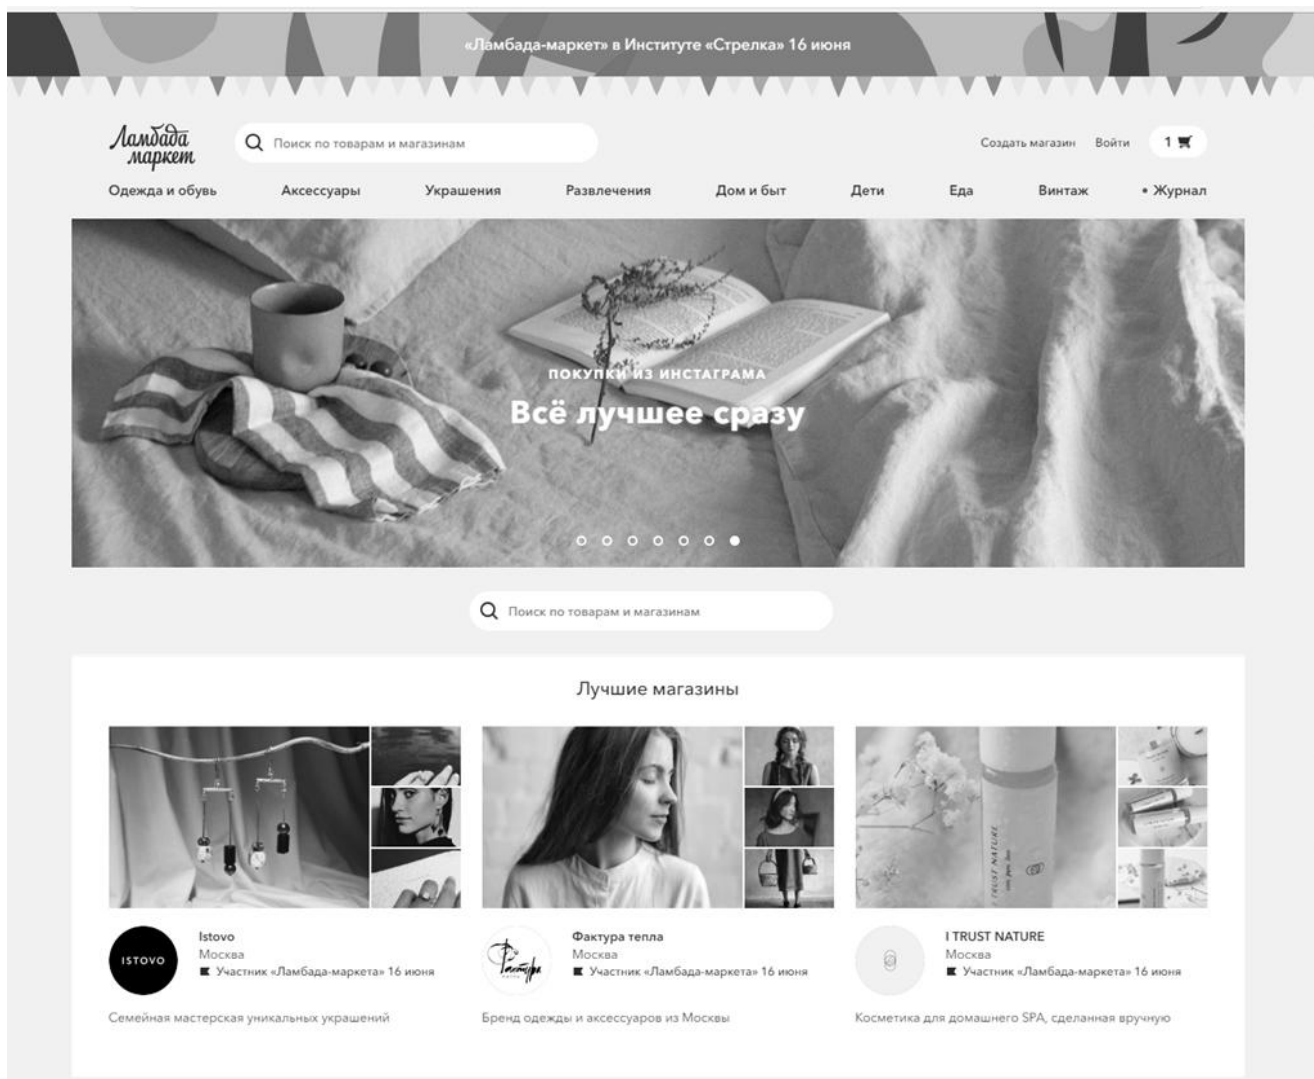 «Ламбада-маркет» в Институте «Стрелка» 16 июня
Ламбада
маркет
Поиск по товарам и магазинам
Создать магазин Войти 1
Одежда и обувь Аксессуары Украшения Развлечения Дом и быт Дети Еда Винтаж • Журнал
ПОКУПКИ ИЗ ИНСТАГРАМА
Всё лучшее сразу
Поиск по товарам и магазинам
Лучшие магазины
I TRUST NATURE
ISTOVO
Istovo
Москва
Участник «Ламбада-маркета» 16 июня
Семейная мастерская уникальных украшений
Фактура
Фактура тепла
Москва
Участник «Ламбада-маркета» 16 июня
Бренд одежды и аксессуаров из Москвы
I TRUST NATURE
Москва
Участник «Ламбада-маркета» 16 июня
Косметика для домашнего SPA, сделанная вручную